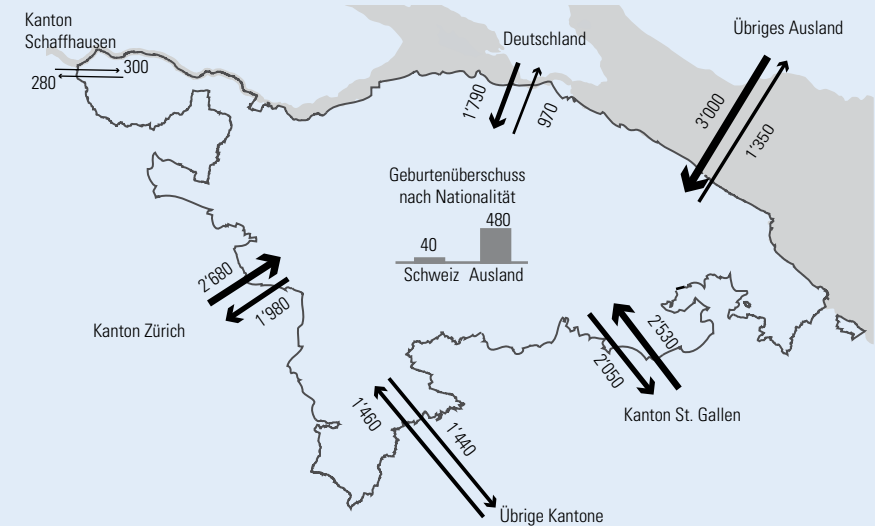 Kanton
Schaffhausen
300
280
Deutschland
1'790
970
Übriges Ausland
3'000
1'350
Geburtenüberschuss
nach Nationalität
40
480
Schweiz Ausland
2'680
1'980
Kanton Zürich
2'530
2'050
Kanton St. Gallen
1'460
1'440
Übrige Kantone